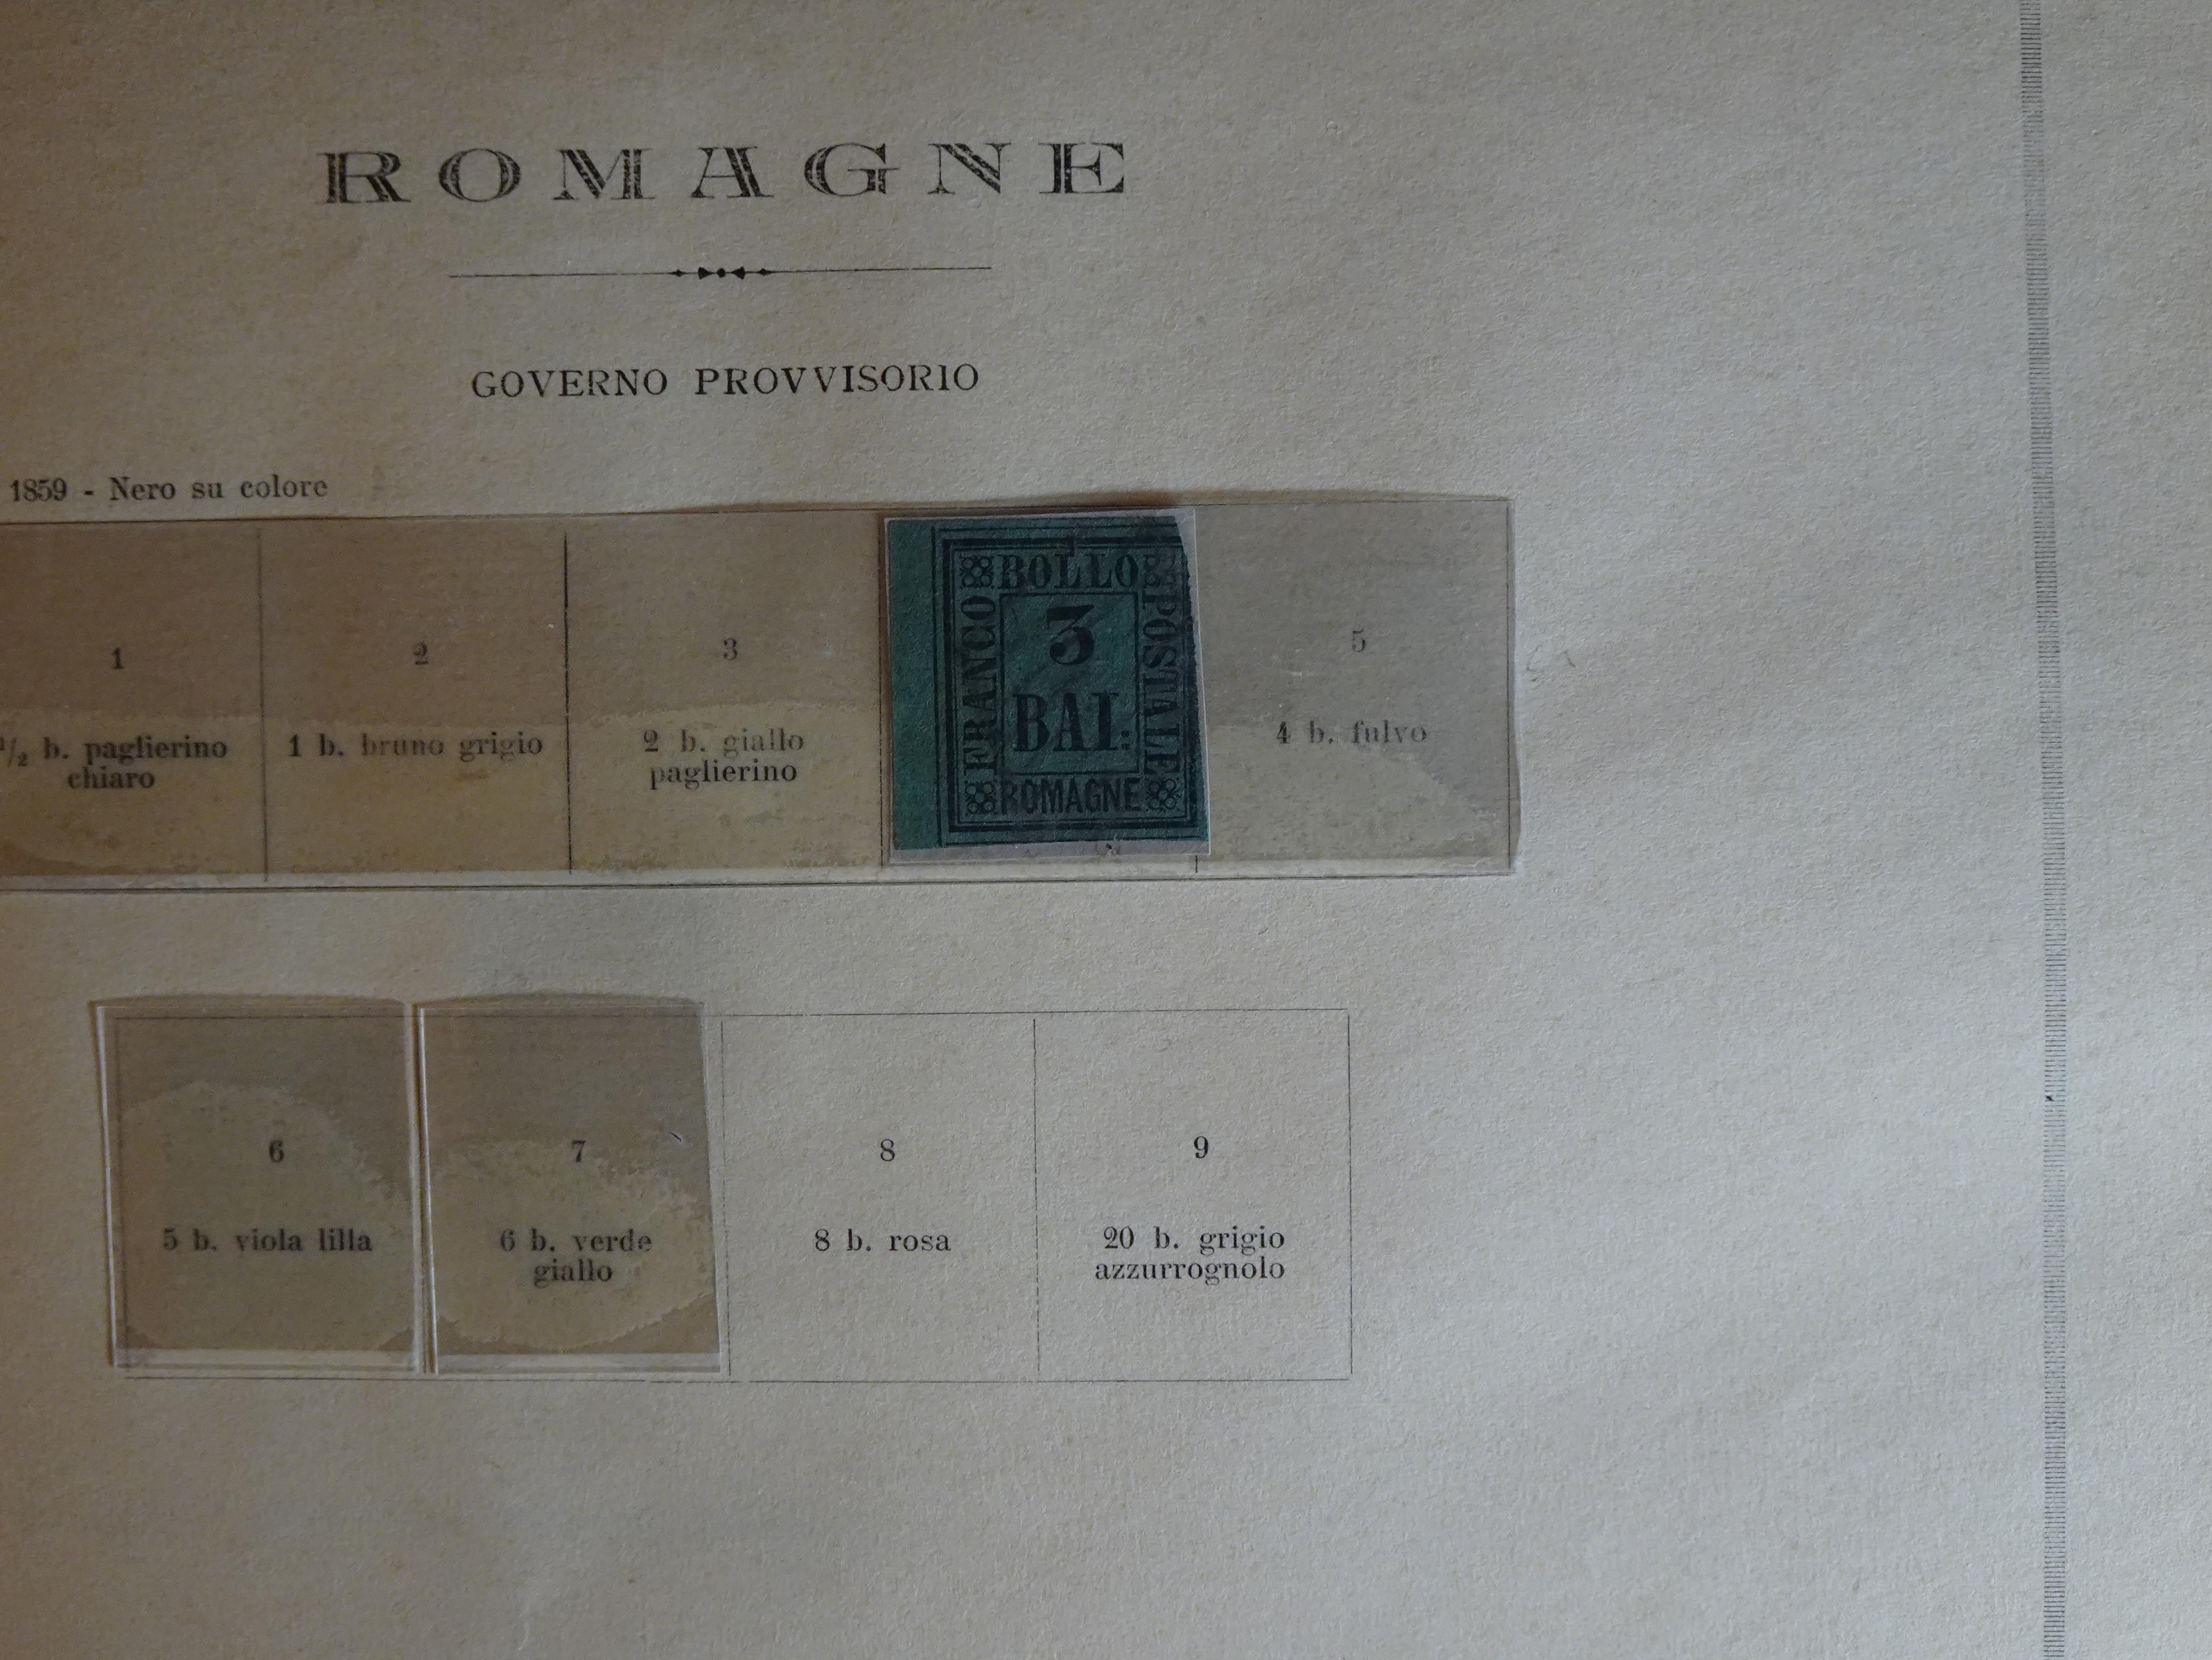 ROMAGNE
GOVERNO PROVVISORIO
1859 - Nero su colore
1
1/2 b. paglierino
chiaro
2
1 b. bruno grigio
3
2 b. giallo
paglierino
BOLLO
FRANCO
POSTALE
3
BAI:
ROMAGNE
5
4 b. fulvo
6
5 b. viola lilla
7
6 b. verde
giallo
8
8 b. rosa
9
20 b. grigio
azzurrognolo